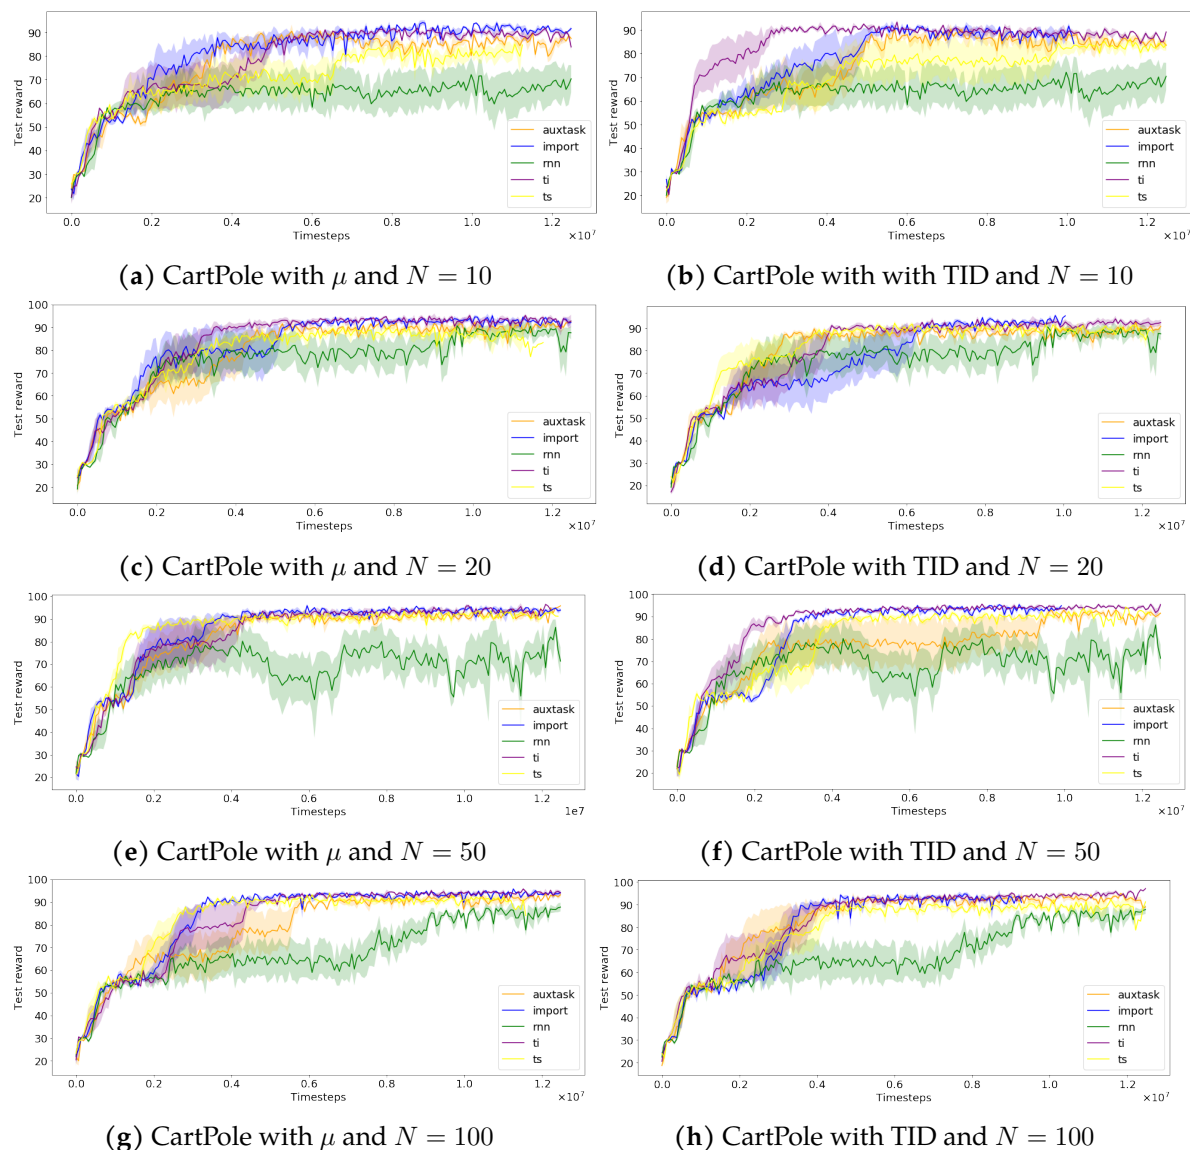 90
80
70
60
50
40
30
20
Test reward
0.0 0.2 0.4 0.6 0.8 1.0 1.2
Timesteps
×10⁷
auxtask
import
rnn
ti
ts
(a) CartPole with μ and N = 10
90
80
70
60
50
40
30
20
Test reward
0.0 0.2 0.4 0.6 0.8 1.0 1.2
Timesteps
×10⁷
auxtask
import
rnn
ti
ts
(b) CartPole with with TID and N = 10
100
90
80
70
60
50
40
30
20
Test reward
0.0 0.2 0.4 0.6 0.8 1.0 1.2
Timesteps
×10⁷
auxtask
import
rnn
ti
ts
(c) CartPole with μ and N = 20
100
90
80
70
60
50
40
30
20
Test reward
0.0 0.2 0.4 0.6 0.8 1.0 1.2
Timesteps
×10⁷
auxtask
import
rnn
ti
ts
(d) CartPole with TID and N = 20
100
90
80
70
60
50
40
30
20
Test reward
0.0 0.2 0.4 0.6 0.8 1.0 1.2
Timesteps
1e7
auxtask
import
rnn
ti
ts
(e) CartPole with μ and N = 50
100
90
80
70
60
50
40
30
20
Test reward
0.0 0.2 0.4 0.6 0.8 1.0 1.2
Timesteps
×10⁷
auxtask
import
rnn
ti
ts
(f) CartPole with TID and N = 50
100
90
80
70
60
50
40
30
20
Test reward
0.0 0.2 0.4 0.6 0.8 1.0 1.2
Timesteps
×10⁷
auxtask
import
rnn
ti
ts
(g) CartPole with μ and N = 100
100
90
80
70
60
50
40
30
20
Test reward
0.0 0.2 0.4 0.6 0.8 1.0 1.2
Timesteps
×10⁷
auxtask
import
rnn
ti
ts
(h) CartPole with TID and N = 100